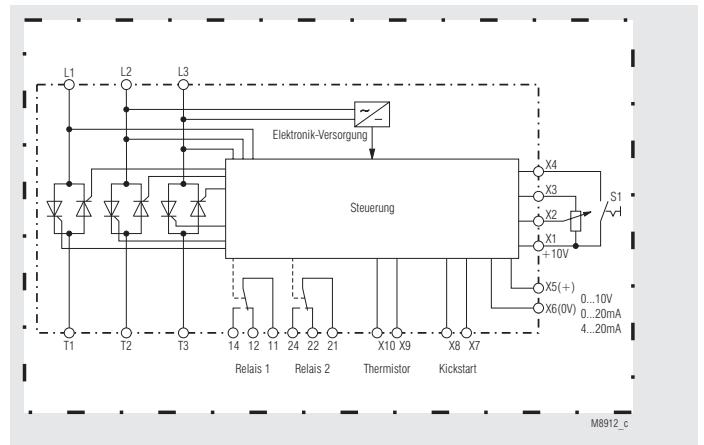 L1 L2 L3
~
–
Elektronik-Versorgung
X4
X3
S1
Steuerung
X2
X1
+10V
X5(+)
0...10V
X6(0V)
0...20mA
4...20mA
T1 T2 T3 14 12 11 24 22 21 X10 X9 X8 X7
Relais 1 Relais 2 Thermistor Kickstart
M8912_c